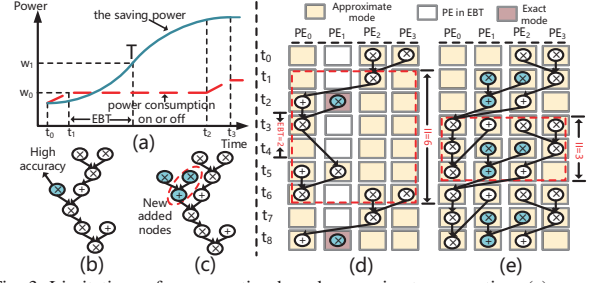 Power
the saving power
T
w₁
w₀
power consumption
on or off
EBT
(a)
t₀ t₁ t₂ t₃ Time
High accuracy
New added nodes
(b) (c)
Approximate mode
PE in EBT
Exact mode
PE₀ PE₁ PE₂ PE₃ PE₀ PE₁ PE₂ PE₃
t₀
t₁
t₂
t₃
t₄
t₅
t₆
t₇
t₈
EBT=2
II=6
II=3
(d) (e)